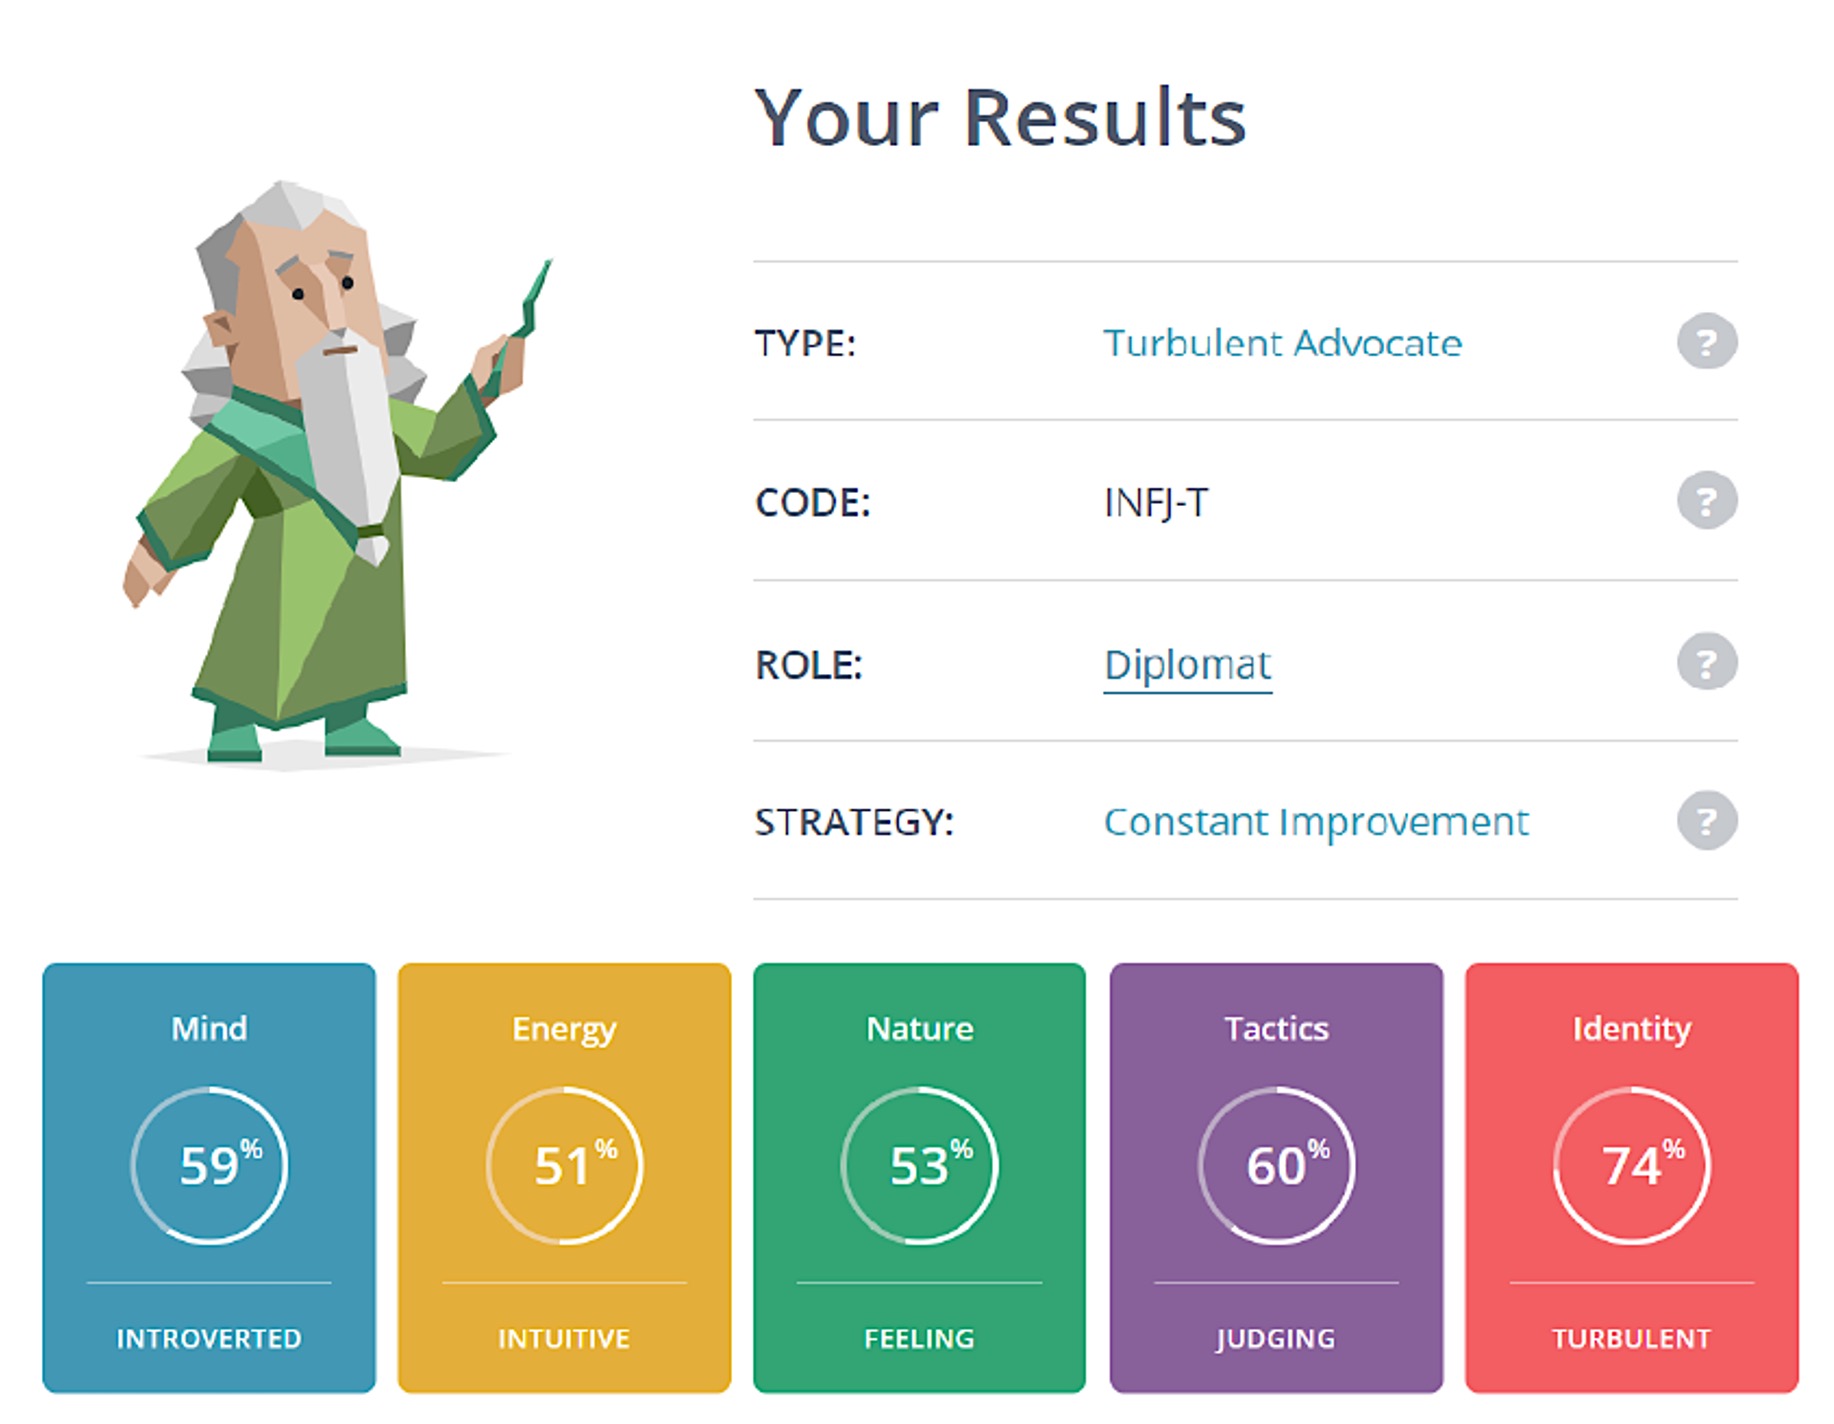 Your Results
TYPE: Turbulent Advocate ?
CODE: INFJ-T ?
ROLE: Diplomat ?
STRATEGY: Constant Improvement ?
Mind
59%
INTROVERTED
Energy
51%
INTUITIVE
Nature
53%
FEELING
Tactics
60%
JUDGING
Identity
74%
TURBULENT